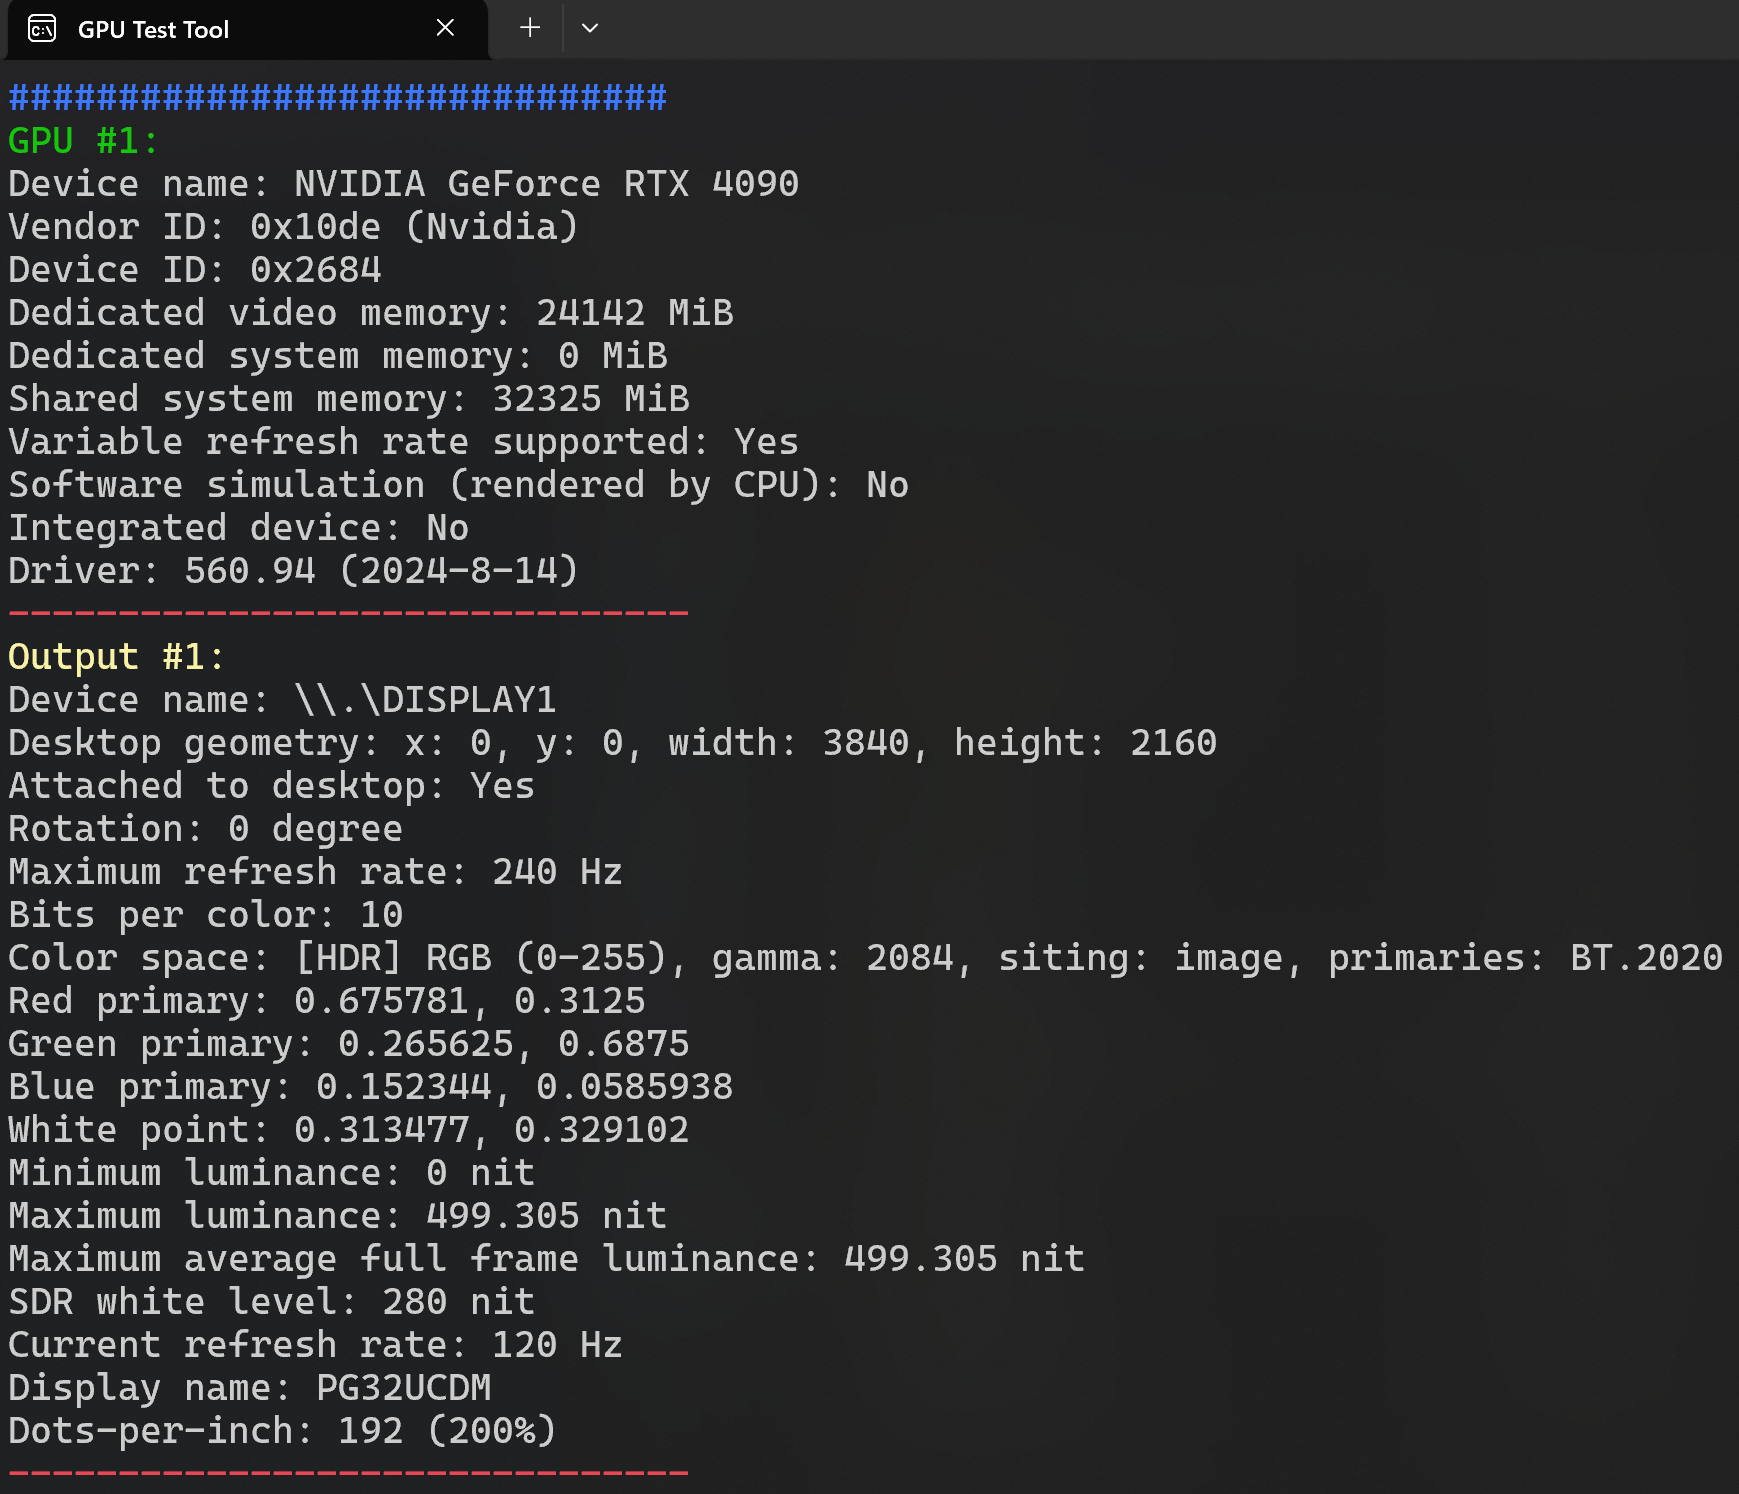 GPU Test Tool
##############################
GPU #1:
Device name: NVIDIA GeForce RTX 4090
Vendor ID: 0x10de (Nvidia)
Device ID: 0x2684
Dedicated video memory: 24142 MiB
Dedicated system memory: 0 MiB
Shared system memory: 32325 MiB
Variable refresh rate supported: Yes
Software simulation (rendered by CPU): No
Integrated device: No
Driver: 560.94 (2024-8-14)
-------------------------------
Output #1:
Device name: \\.\DISPLAY1
Desktop geometry: x: 0, y: 0, width: 3840, height: 2160
Attached to desktop: Yes
Rotation: 0 degree
Maximum refresh rate: 240 Hz
Bits per color: 10
Color space: [HDR] RGB (0-255), gamma: 2084, siting: image, primaries: BT.2020
Red primary: 0.675781, 0.3125
Green primary: 0.265625, 0.6875
Blue primary: 0.152344, 0.0585938
White point: 0.313477, 0.329102
Minimum luminance: 0 nit
Maximum luminance: 499.305 nit
Maximum average full frame luminance: 499.305 nit
SDR white level: 280 nit
Current refresh rate: 120 Hz
Display name: PG32UCDM
Dots-per-inch: 192 (200%)
-------------------------------